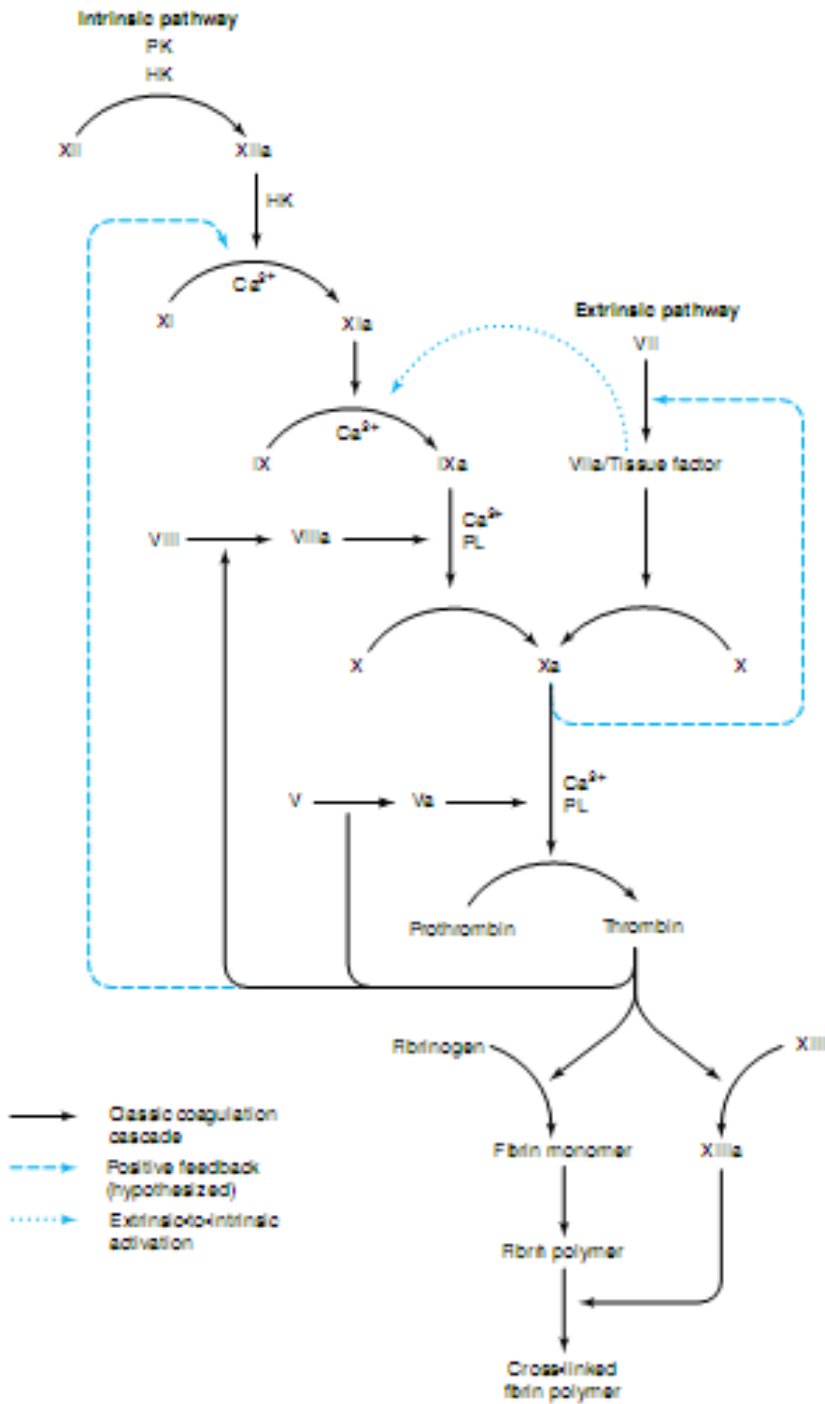 Intrinsic pathway
PK
HK
XII
XIIa
HK
Ca²⁺
XI
XIa
Extrinsic pathway
VII
Ca²⁺
IX
IXa
VIIa/Tissue factor
Ca²⁺
PL
VIII
VIIIa
X
Xa
X
Ca²⁺
PL
V
Va
Prothrombin
Thrombin
Fibrinogen
XIII
Classic coagulation
cascade
Fibrin monomer
XIIIa
Positive feedback
(hypothesized)
Extrinsic-to-intrinsic
activation
Fibrin polymer
Cross-linked
fibrin polymer